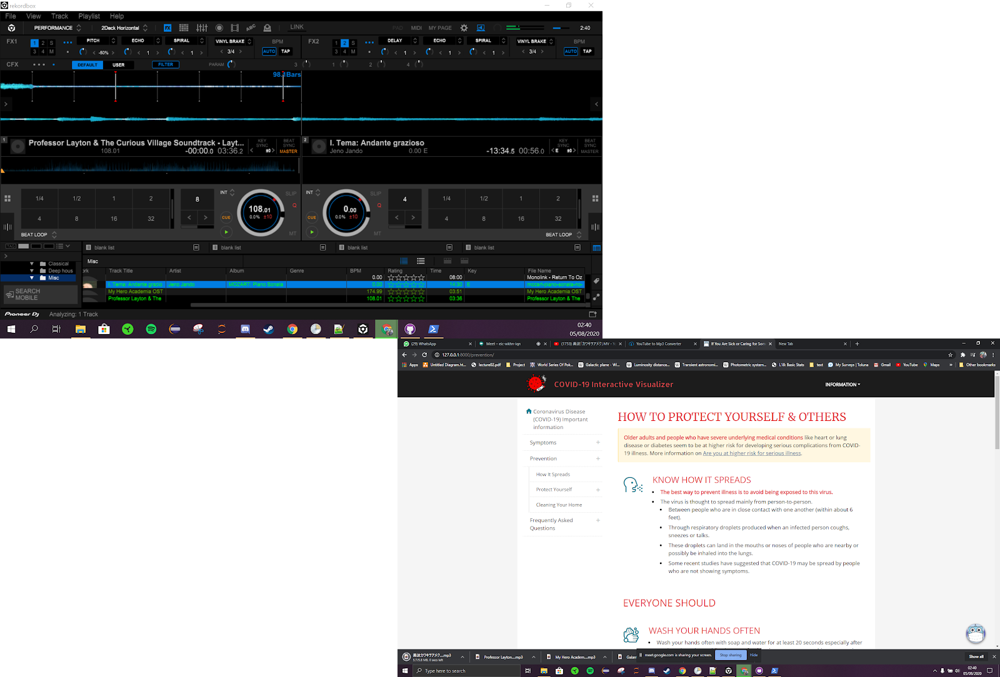 rekordbox
File View Track Playlist Help
PERFORMANCE 2Deck Horizontal FX ABC LINK PAD MIDI MY PAGE 2:40
FX1 1 2 S PITCH ECHO SPIRAL VINYL BRAKE BPM FX2 1 2 S DELAY ECHO SPIRAL VINYL BRAKE BPM
3 4 M -50% 1 1 3/4 AUTO TAP 3 4 M 1 1 1 3/4 AUTO TAP
CFX DEFAULT USER FILTER PARAM 3 1 2 4
98.1Bars
1 Professor Layton & The Curious Village Soundtrack - Layt... KEY SYNC BEAT SYNC
108.01 -00:00.0 03:36.2 ±0 MASTER
2 I. Tema: Andante grazioso KEY SYNC BEAT SYNC
Jeno Jando 0.00 E -13:34.5 00:56.0 E ±0 MASTER
1/4 1/2 1 2 8 INT SLIP INT SLIP 4 1/4 1/2 1 2
108.01 Q 0.00 Q
4 8 16 32 CUE 0.0% ±10 CUE 0.0% ±10 4 8 16 32
BEAT LOOP MT MT BEAT LOOP
TAG blank list blank list blank list blank list
Classical Misc
Deep hous ork Track Title Artist Album Genre BPM Rating Time Key File Name
Misc 0.00 08:00 Monolink - Return To Oz
I. Tema: Andante grazio Jeno Jando MOZART: Piano Sonata 0.00 14:30 E mozart-piano-sonata-no-
SEARCH MOBILE My Hero Academia OST 174.99 03:51 My Hero Academia OST
Professor Layton & The 108.01 03:36 Professor Layton & The
Pioneer Dj Analyzing: 1 Track
02:40
05/08/2020
(29) WhatsApp Meet – eic-wkhn-iqn (1753) 美波「カワキヲアメク」MV - Y YouTube to Mp3 Converter If You Are Sick or Caring for Som New Tab
127.0.0.1:8000/prevention/
Apps Untitled Diagram.ht... lecture02.pdf Project World Series Of Pok... Galactic plane - Wi... Luminosity distance... Transient astronomi... Photometric system... L18: Basic Stats text My Surveys | Toluna Gmail YouTube Maps » Other bookmarks
COVID-19 Interactive Visualizer INFORMATION
Coronavirus Disease
(COVID-19) Important
information
Symptoms
Prevention
How It Spreads
Protect Yourself
Cleaning Your Home
Frequently Asked
Questions
HOW TO PROTECT YOURSELF & OTHERS
Older adults and people who have severe underlying medical conditions like heart or lung
disease or diabetes seem to be at higher risk for developing serious complications from COVID-
19 illness. More information on Are you at higher risk for serious illness.
KNOW HOW IT SPREADS
The best way to prevent illness is to avoid being exposed to this virus.
The virus is thought to spread mainly from person-to-person.
Between people who are in close contact with one another (within about 6
feet).
Through respiratory droplets produced when an infected person coughs,
sneezes or talks.
These droplets can land in the mouths or noses of people who are nearby or
possibly be inhaled into the lungs.
Some recent studies have suggested that COVID-19 may be spread by people
who are not showing symptoms.
EVERYONE SHOULD
WASH YOUR HANDS OFTEN
Wash your hands often with soap and water for at least 20 seconds especially after
美波カワキヲアメク....mp3 Professor Layton....mp3 My Hero Academ....mp3 Galan meet.google.com is sharing your screen. Stop sharing Hide Show all
5.7/5.8 MB, 0 secs left
Type here to search 02:40
05/08/2020